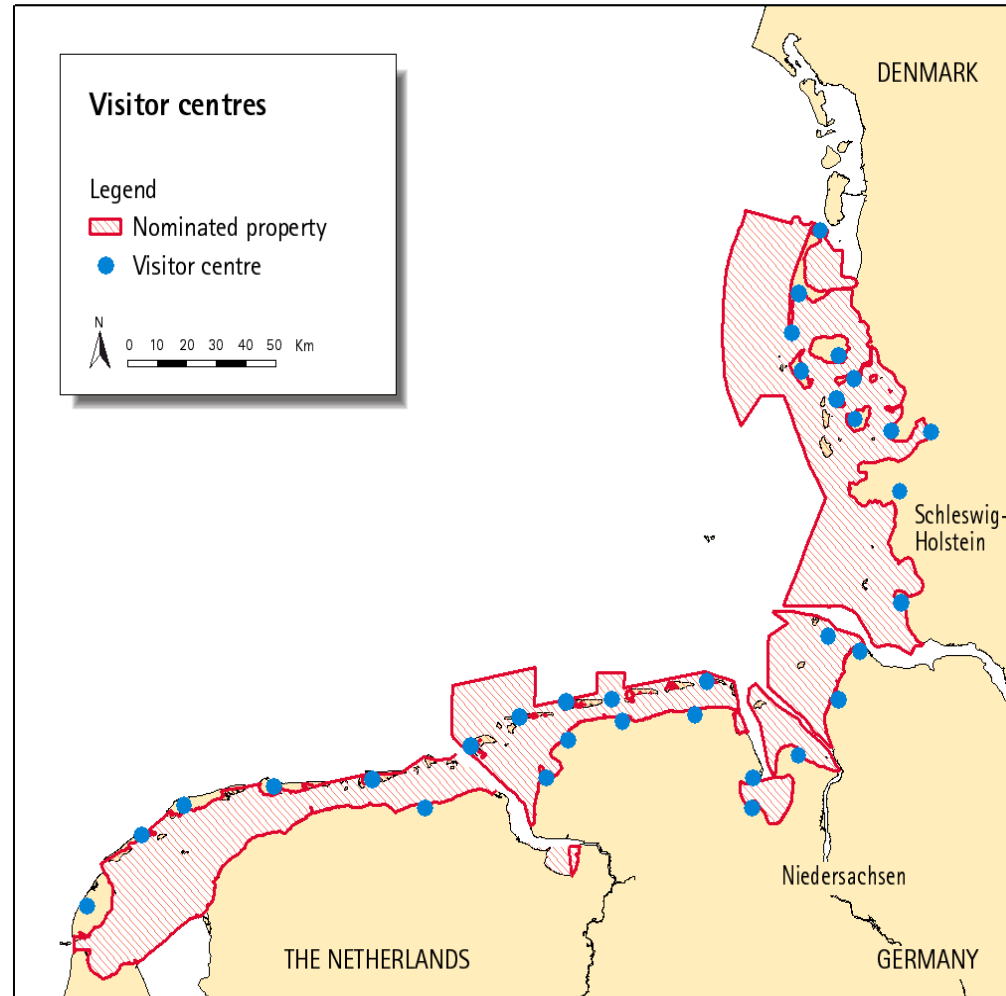 Visitor centres
Legend
Nominated property
Visitor centre
N
0 10 20 30 40 50 Km
DENMARK
Schleswig-
Holstein
Niedersachsen
THE NETHERLANDS
GERMANY